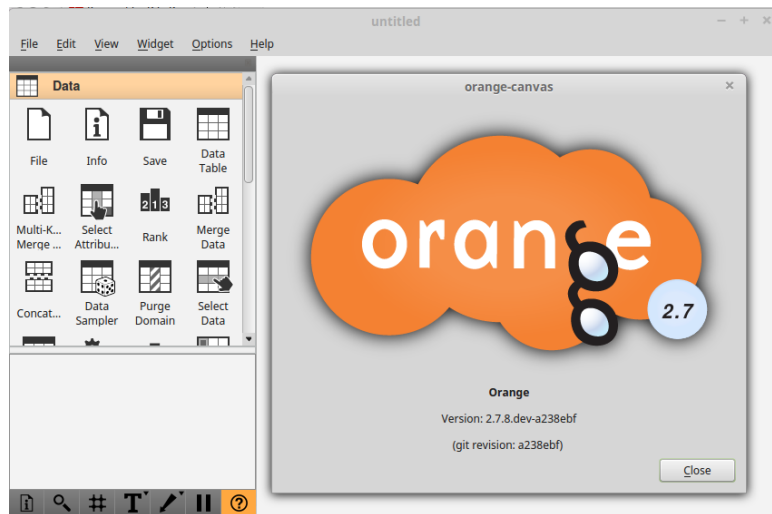 untitled
File Edit View Widget Options Help
Data
File Info Save Data Table
Multi-K... Merge ... Select Attribu... Rank Merge Data
Concat... Data Sampler Purge Domain Select Data
orange-canvas
orange
2.7
Orange
Version: 2.7.8.dev-a238ebf
(git revision: a238ebf)
Close